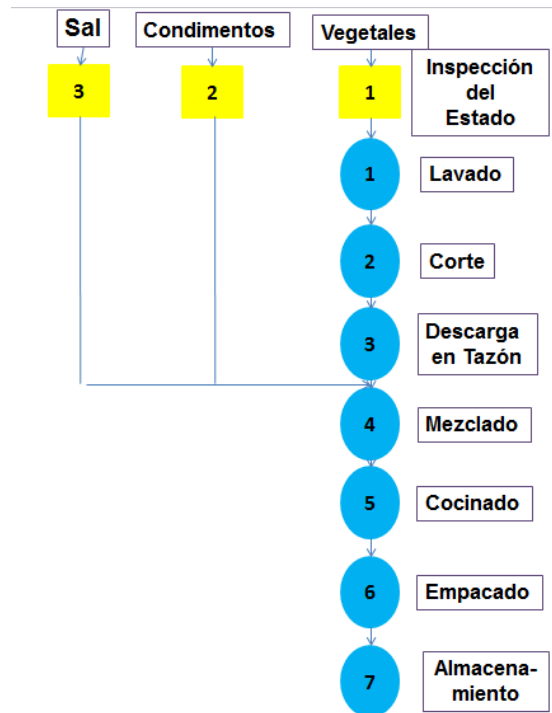 Sal
Condimentos
Vegetales
3
2
1
Inspección
del
Estado
1
Lavado
2
Corte
3
Descarga
en Tazón
4
Mezclado
5
Cocinado
6
Empacado
7
Almacena-
miento